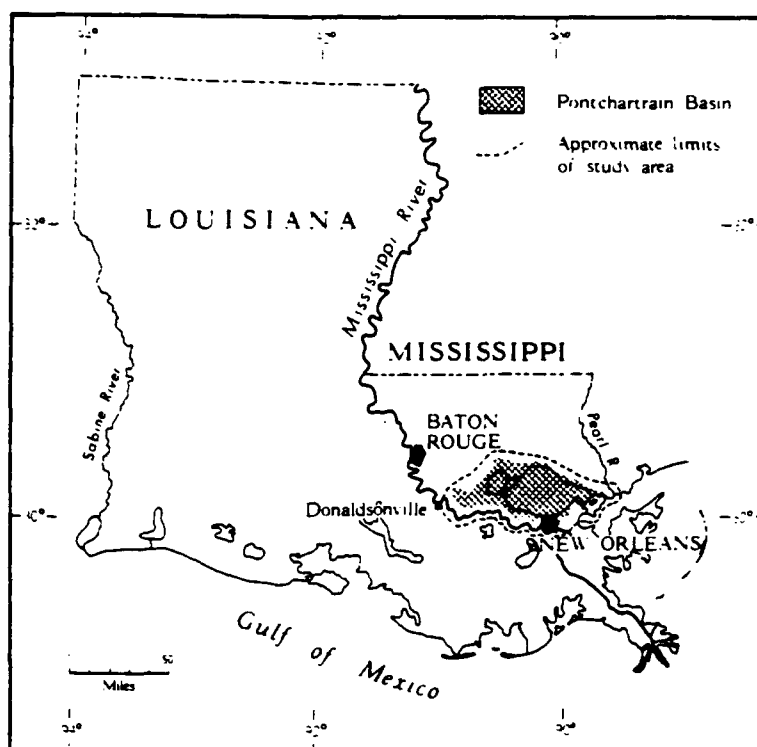 Pontchartrain Basin
Approximate limits
of study area
LOUISIANA
Mississippi River
MISSISSIPPI
Sabine River
Pearl R
BATON
ROUGE
Donaldsonville
NEW ORLEANS
Gulf of Mexico
50
Miles